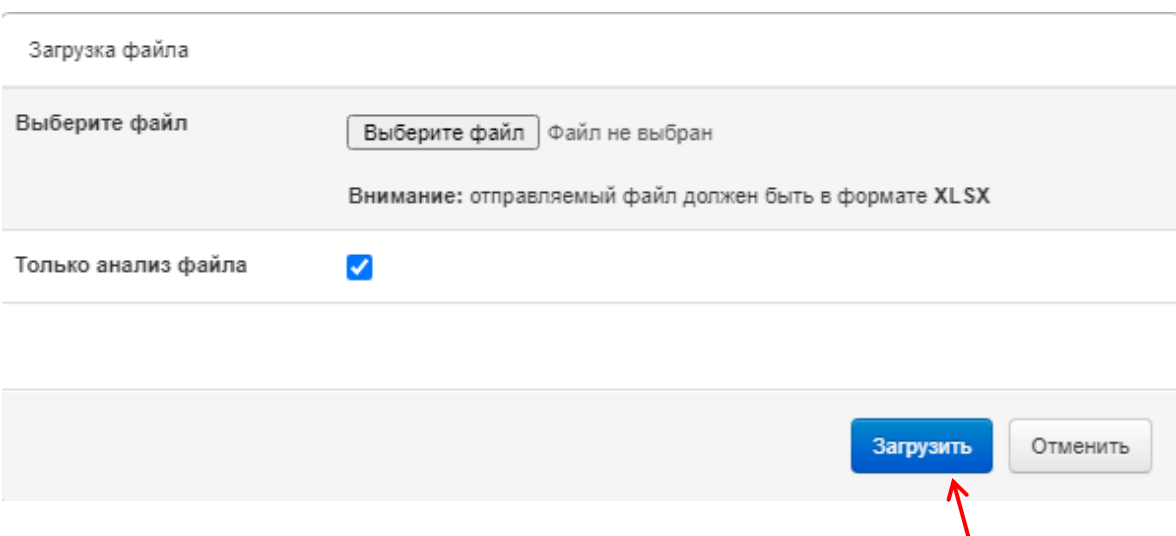 Загрузка файла
Выберите файл
Выберите файл Файл не выбран
Внимание: отправляемый файл должен быть в формате XLSX
Только анализ файла
Загрузить Отменить